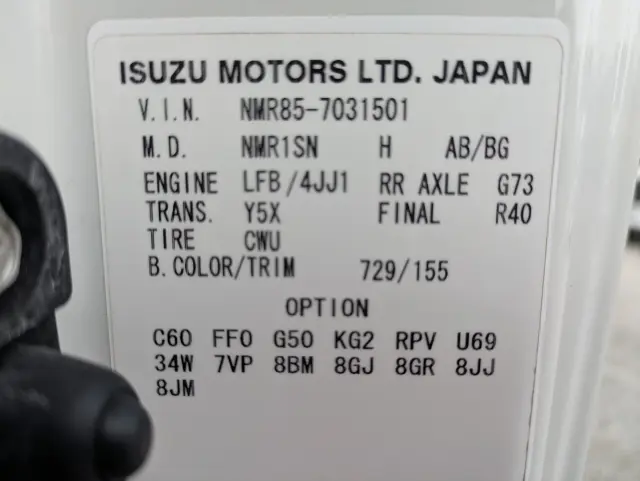 ISUZU MOTORS LTD. JAPAN
V.I.N. NMR85-7031501
M.D. NMR1SN H AB/BG
ENGINE LFB/4JJ1 RR AXLE G73
TRANS. Y5X FINAL R40
TIRE CWU
B.COLOR/TRIM 729/155
OPTION
C60 FF0 G50 KG2 RPV U69
34W 7VP 8BM 8GJ 8GR 8JJ
8JM